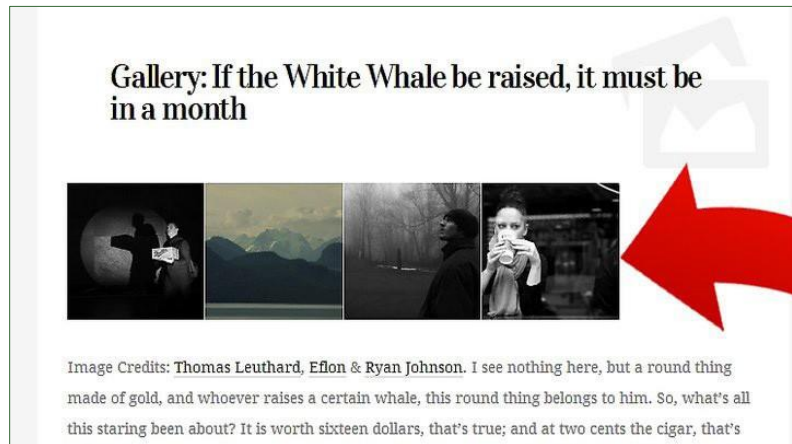 Gallery: If the White Whale be raised, it must be
in a month
Image Credits: Thomas Leuthard, Eflon & Ryan Johnson. I see nothing here, but a round thing
made of gold, and whoever raises a certain whale, this round thing belongs to him. So, what’s all
this staring been about? It is worth sixteen dollars, that’s true; and at two cents the cigar, that’s